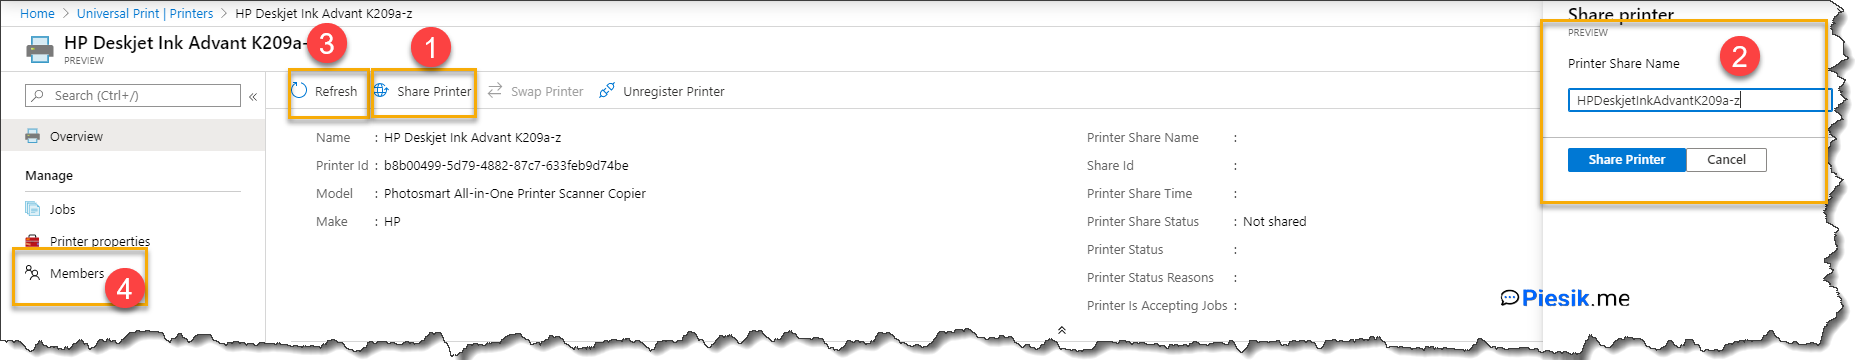 Home > Universal Print | Printers > HP Deskjet Ink Advant K209a-z
HP Deskjet Ink Advant K209a-
PREVIEW
3
1
Search (Ctrl+/)
«
Refresh
Share Printer
Swap Printer
Unregister Printer
Overview
Manage
Jobs
Printer properties
Members
4
Name : HP Deskjet Ink Advant K209a-z
Printer Id : b8b00499-5d79-4882-87c7-633feb9d74be
Model : Photosmart All-in-One Printer Scanner Copier
Make : HP
Printer Share Name :
Share Id :
Printer Share Time :
Printer Share Status : Not shared
Printer Status :
Printer Status Reasons :
Printer Is Accepting Jobs :
Share printer
PREVIEW
2
Printer Share Name
HPDeskjetInkAdvantK209a-z
Share Printer
Cancel
Piesik.me